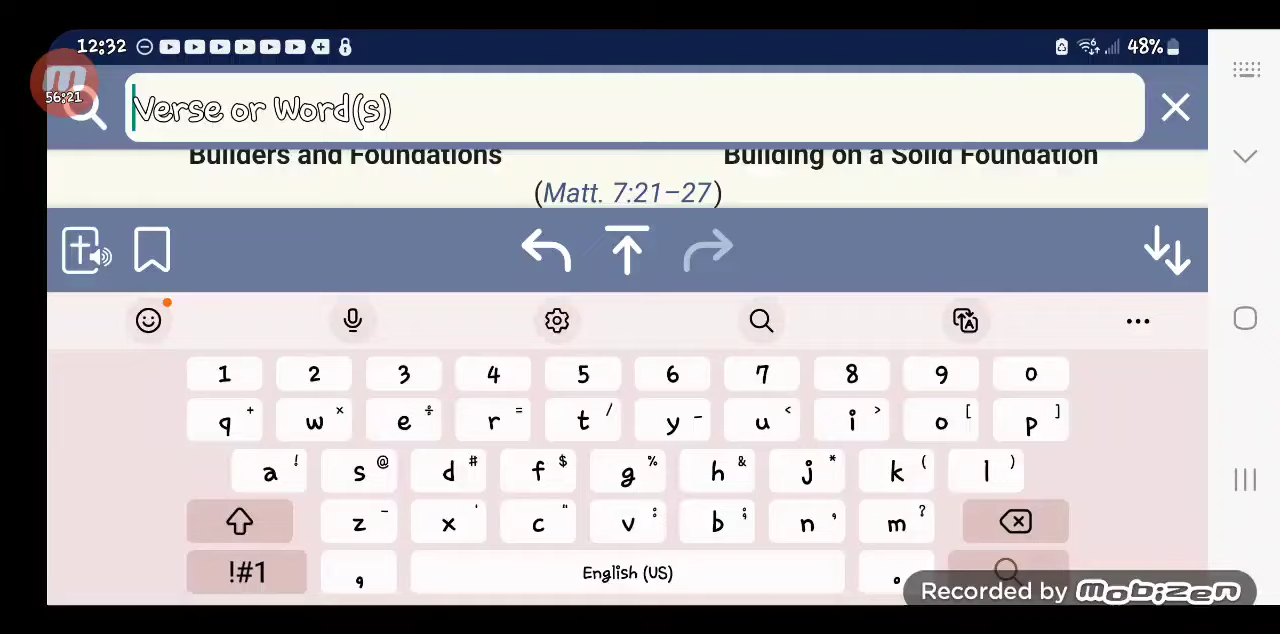 12:32 48%
56:21
Verse or Word(s)
Builders and Foundations Building on a Solid Foundation
(Matt. 7:21–27)
1 2 3 4 5 6 7 8 9 0
q + w × e ÷ r = t / y - u < i > o [ p ]
a ! s @ d # f $ g % h & j * k ( l )
z - x ' c " v : b ; n , m ?
!#1 , English (US) .
Recorded by mobizen